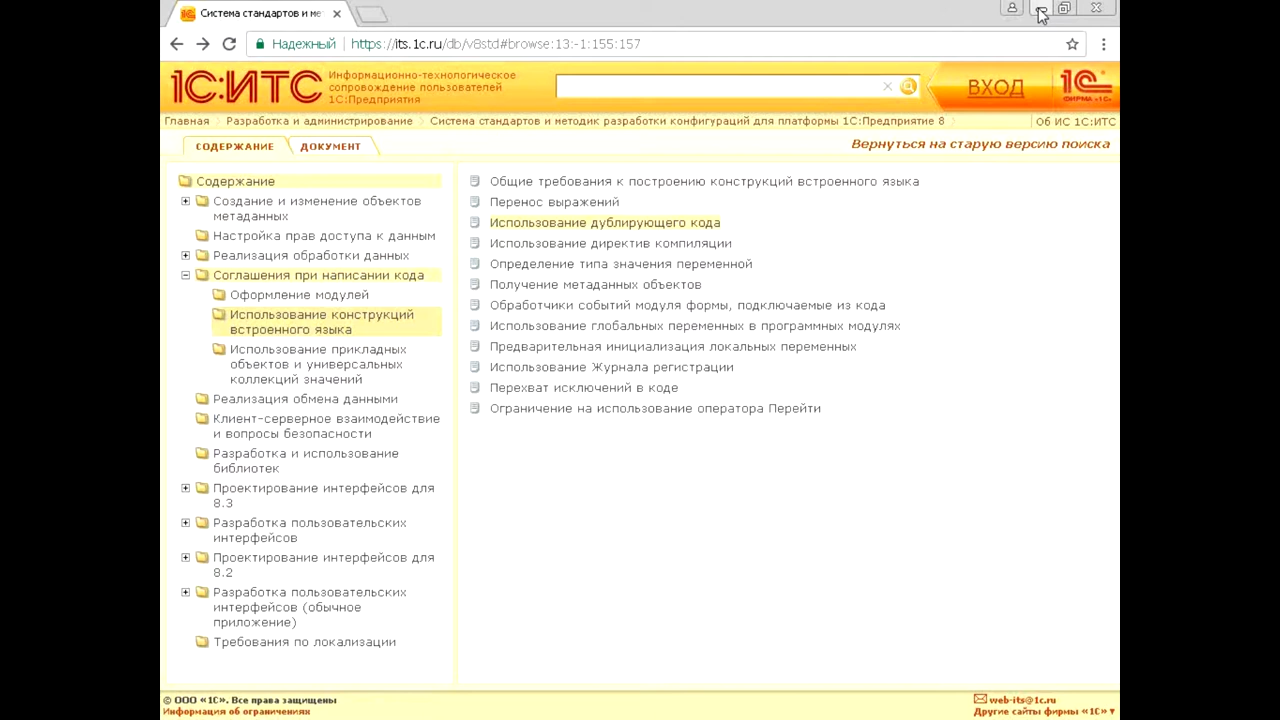 Система стандартов и ме
Надежный
https://its.1c.ru/db/v8std#browse:13:-1:155:157
1С:ИТС
Информационно-технологическое
сопровождение пользователей
1С:Предприятия
ВХОД
1С
ФИРМА «1С»
Главная
Разработка и администрирование
Система стандартов и методик разработки конфигураций для платформы 1С:Предприятие 8
Об ИС 1С:ИТС
СОДЕРЖАНИЕ
ДОКУМЕНТ
Вернуться на старую версию поиска
Содержание
Создание и изменение объектов
метаданных
Настройка прав доступа к данным
Реализация обработки данных
Соглашения при написании кода
Оформление модулей
Использование конструкций
встроенного языка
Использование прикладных
объектов и универсальных
коллекций значений
Реализация обмена данными
Клиент-серверное взаимодействие
и вопросы безопасности
Разработка и использование
библиотек
Проектирование интерфейсов для
8.3
Разработка пользовательских
интерфейсов
Проектирование интерфейсов для
8.2
Разработка пользовательских
интерфейсов (обычное
приложение)
Требования по локализации
Общие требования к построению конструкций встроенного языка
Перенос выражений
Использование дублирующего кода
Использование директив компиляции
Определение типа значения переменной
Получение метаданных объектов
Обработчики событий модуля формы, подключаемые из кода
Использование глобальных переменных в программных модулях
Предварительная инициализация локальных переменных
Использование Журнала регистрации
Перехват исключений в коде
Ограничение на использование оператора Перейти
© ООО «1С». Все права защищены
Информация об ограничениях
web-its@1c.ru
Другие сайты фирмы «1С» ▾